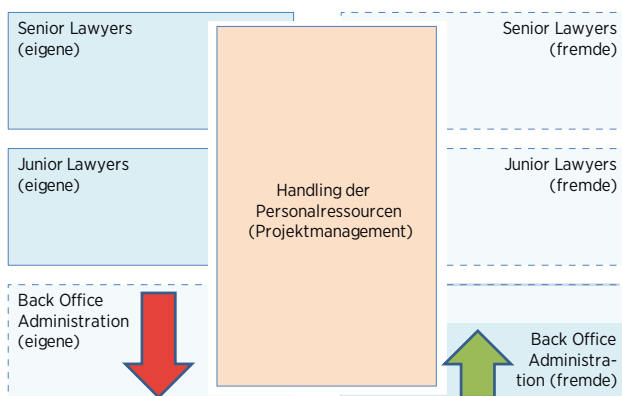 Senior Lawyers
(eigene)
Senior Lawyers
(fremde)
Junior Lawyers
(eigene)
Junior Lawyers
(fremde)
Handling der
Personalressourcen
(Projektmanagement)
Back Office
Administration
(eigene)
Back Office
Administra-
tion (fremde)